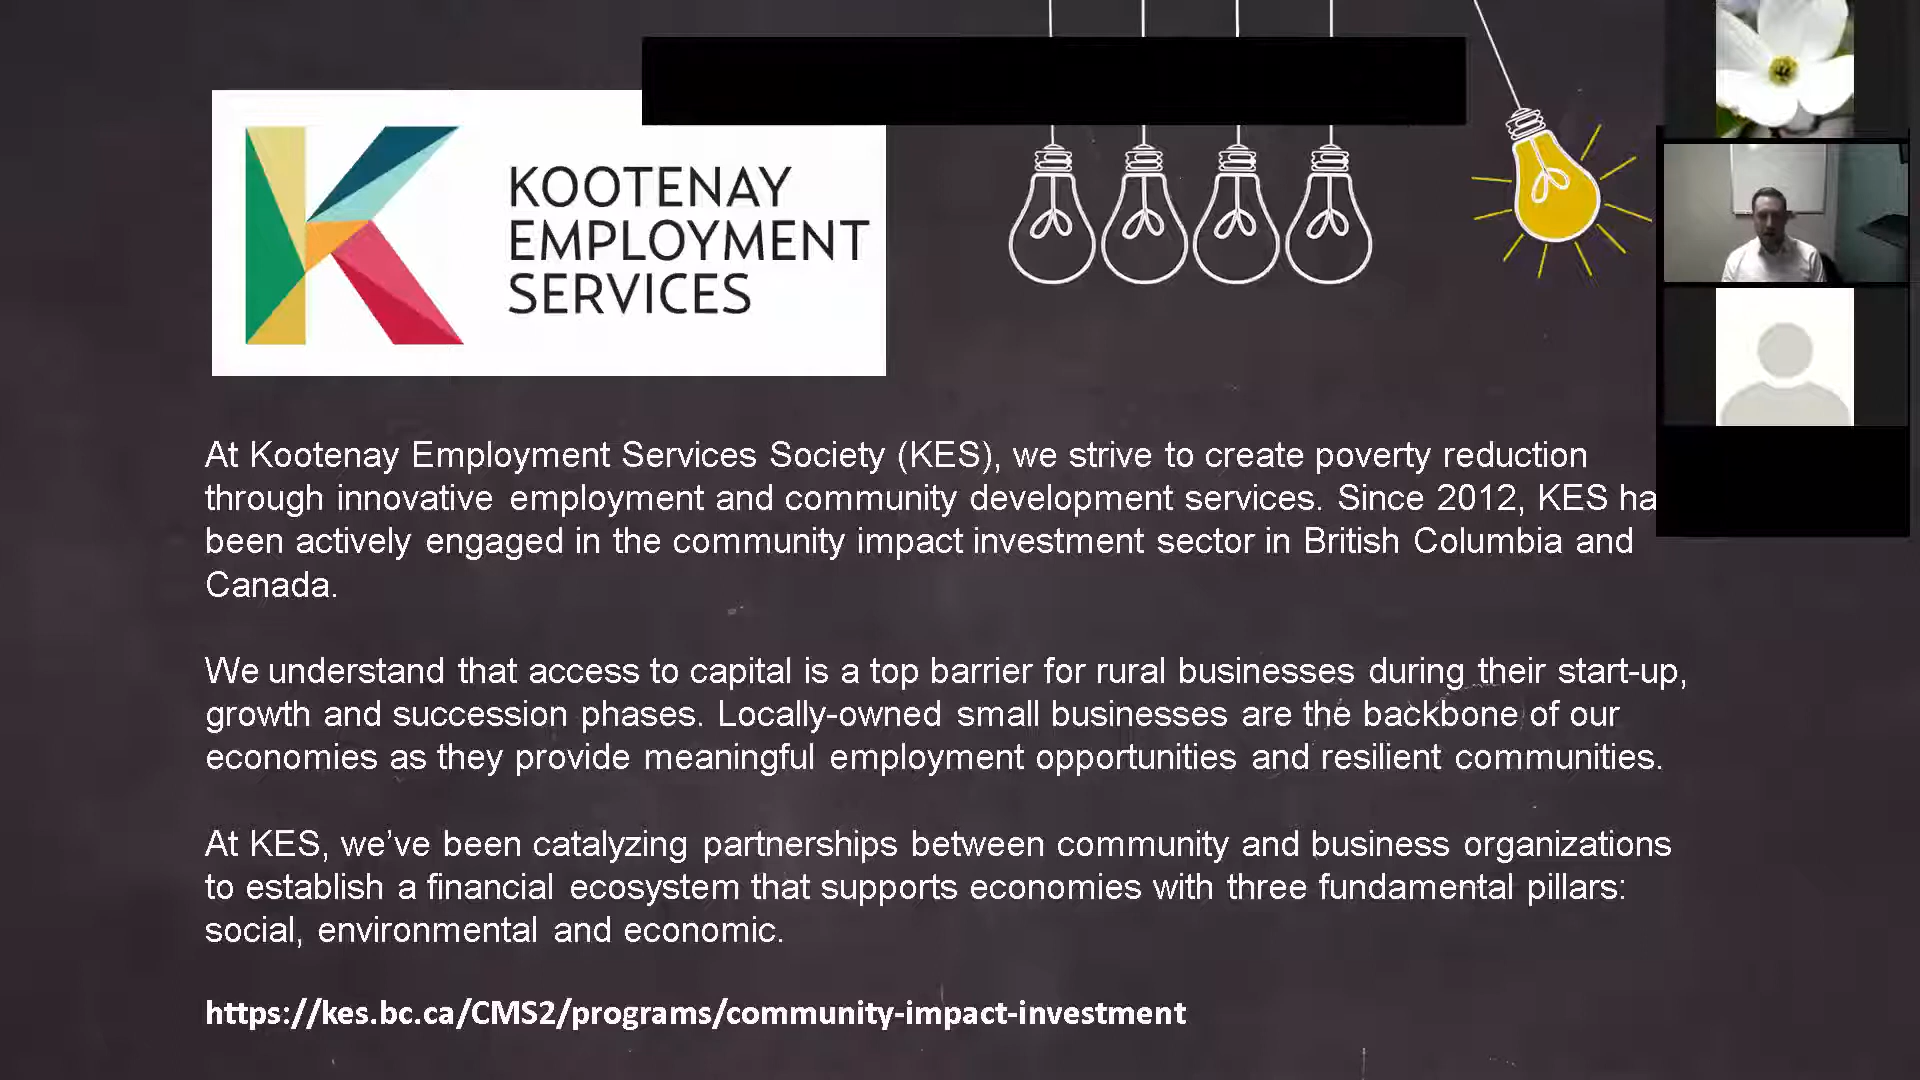 KOOTENAY
EMPLOYMENT
SERVICES
At Kootenay Employment Services Society (KES), we strive to create poverty reduction
through innovative employment and community development services. Since 2012, KES ha
been actively engaged in the community impact investment sector in British Columbia and
Canada.
We understand that access to capital is a top barrier for rural businesses during their start-up,
growth and succession phases. Locally-owned small businesses are the backbone of our
economies as they provide meaningful employment opportunities and resilient communities.
At KES, we’ve been catalyzing partnerships between community and business organizations
to establish a financial ecosystem that supports economies with three fundamental pillars:
social, environmental and economic.
https://kes.bc.ca/CMS2/programs/community-impact-investment